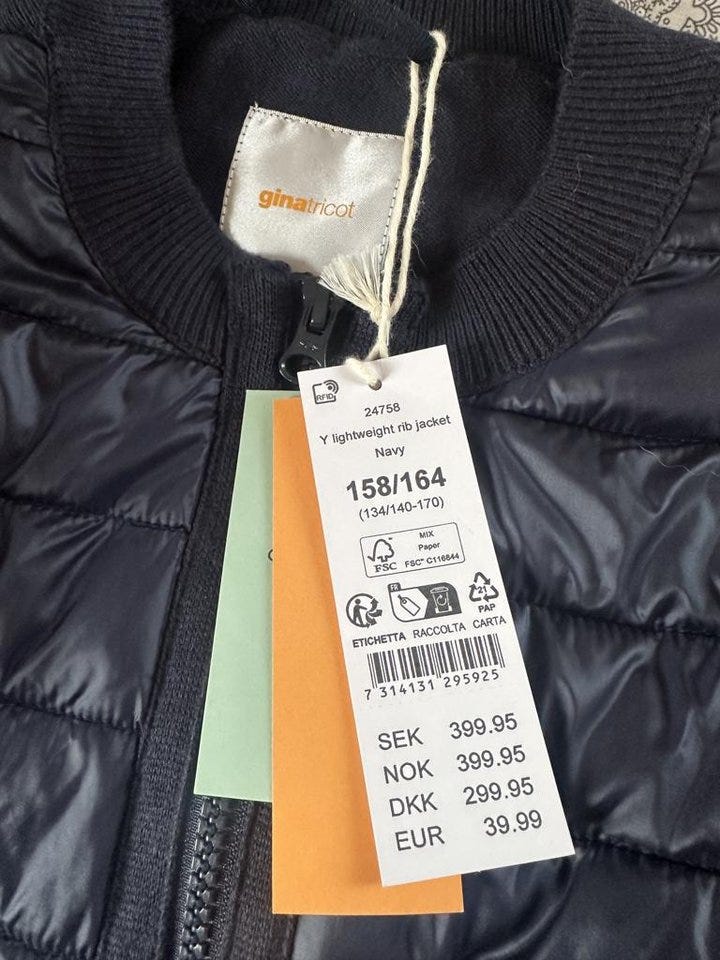 ginatricot
RFID
24758
Y lightweight rib jacket
Navy
158/164
(134/140-170)
MIX
Paper
FSC
FSC™ C116844
FR
21
PAP
ETICHETTA RACCOLTA CARTA
7 314131 295925
SEK 399.95
NOK 399.95
DKK 299.95
EUR 39.99